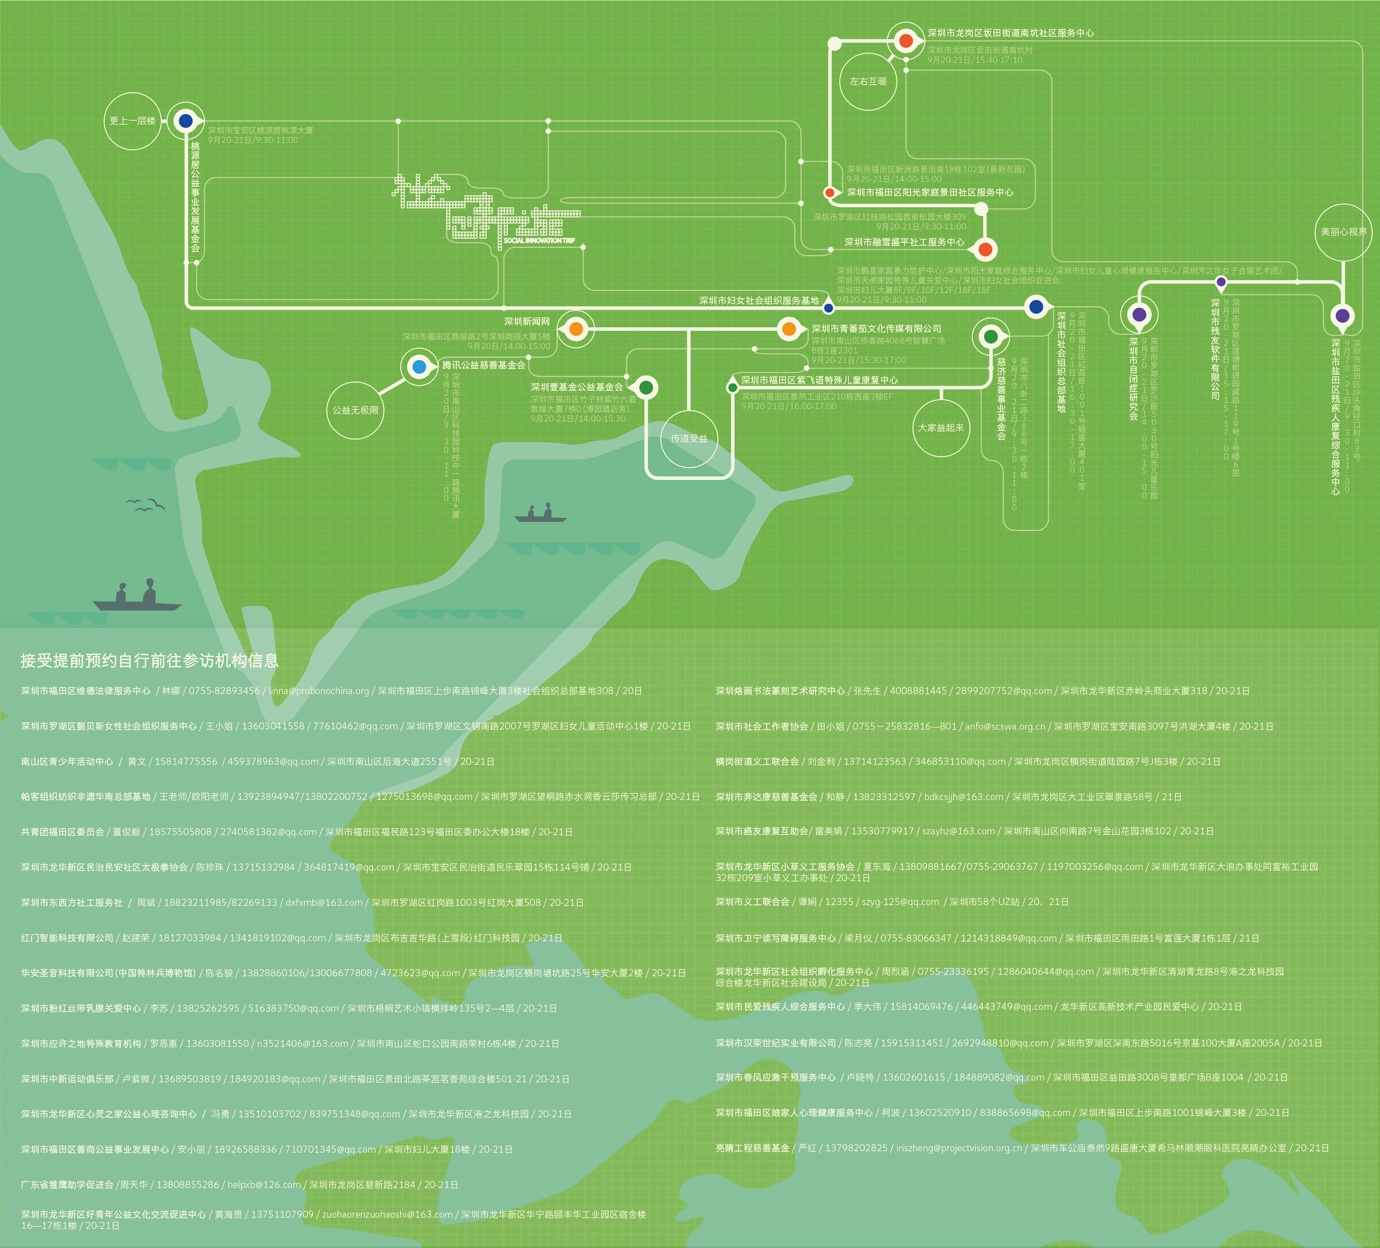 深圳市龙岗区坂田街道南坑社区服务中心
深圳市龙岗区坂田街道南坑村
9月20-21日/15:40-17:10
左右互暖
更上一层楼
深圳市宝安区桃源居桃源大厦
9月20-21日/9:30-11:00
桃源居公益事业发展基金会
SOCIAL INNOVATION TRIP
深圳市福田区新洲路景田南18栋102室(景新花园)
9月20-21日/14:00-15:00
深圳市福田区阳光家庭景田社区服务中心
深圳市罗湖区红桂路松园西街松园大楼309
9月20-21日/9:30-11:00
深圳市融雪盛平社工服务中心
美丽心视界
深圳市鹏星家庭暴力防护中心/深圳市阳光家庭综合服务中心/深圳市妇女儿童心理健康服务中心/深圳芳之华女子合唱艺术团/
深圳市天使家园特殊儿童关爱中心/深圳市妇女社会组织促进会:
深圳市妇儿大厦8F/8F/10F/12F/18F/18F
9月20-21日/9:30-11:00
深圳市妇女社会组织服务基地
深圳新闻网
深圳市福田区商报路2号深圳商报大厦5楼
9月20日/14:00-15:00
深圳市青番茄文化传媒有限公司
深圳市南山区侨香路4068号智慧广场
B栋1座2301
9月20-21日/15:30-17:00
腾讯公益慈善基金会
深圳市南山区科技园科技中一路腾讯大厦
9月20日/9:30-11:00
公益无极限
深圳壹基金公益基金会
深圳市福田区竹子林紫竹六道
敦煌大厦7楼D(博园酒店旁)
9月20-21日/14:00-15:30
传道受益
深圳市福田区紫飞语特殊儿童康复中心
深圳市福田区泰然工业区210栋西座3楼EF
9月20-21日/16:00-17:00
大家益起来
慈济慈善事业基金会
9月20-21日/9:30-11:00
深圳市社会组织总部基地
9月20-21日/16:30-17:00
深圳市自闭症研究会
9月20-21日/14:00-15:00
深圳市残友软件有限公司
9月20-21日/15:15-17:00
深圳市盐田区残疾人康复综合服务中心
9月20-21日/9:30-11:00
接受提前预约自行前往参访机构信息
深圳市福田区维德法律服务中心 / 林娜 / 0755-82893456 / linna@probonochina.org / 深圳市福田区上步南路锦峰大厦3楼社会组织总部基地308 / 20日
深圳市罗湖区懿贝斯女性社会组织服务中心 / 王小姐 / 13603041558 / 77610462@qq.com / 深圳市罗湖区文锦南路2007号罗湖区妇女儿童活动中心1楼 / 20-21日
南山区青少年活动中心 / 黄文 / 15814775556 / 459378963@qq.com / 深圳市南山区后海大道2551号 / 20-21日
帕客组织纺织非遗华南总部基地 / 王老师/欧阳老师 / 13923894947/13802200752 / 1275013698@qq.com / 深圳市罗湖区望桐路赤水洞香云莎传习总部 / 20-21日
共青团福田区委员会 / 董俊毅 / 18575505808 / 2740581382@qq.com / 深圳市福田区福民路123号福田区委办公大楼18楼 / 20-21日
深圳市龙华新区民治民安社区太极拳协会 / 陈珍珠 / 13715132984 / 364817419@qq.com / 深圳市宝安区民治街道民乐翠园15栋114号铺 / 20-21日
深圳市东西方社工服务社 / 周斌 / 18823211985/82269133 / dxfxmb@163.com / 深圳市罗湖区红岗路1003号红岗大厦508 / 20-21日
红门智能科技有限公司 / 赵建荣 / 18127033984 / 1341819102@qq.com / 深圳市龙岗区布吉吉华路(上雪段)红门科技园 / 20-21日
华安圣音科技有限公司(中国特林兵博物馆) / 陈名骏 / 13828860106/13006677808 / 4723623@qq.com / 深圳市龙岗区横岗塘坑路25号华安大厦2楼 / 20-21日
深圳市粉红丝带乳腺关爱中心 / 李苏 / 13825262595 / 516383750@qq.com / 深圳市梧桐艺术小镇横排岭135号2—4层 / 20-21日
深圳市应许之地特殊教育机构 / 罗恩惠 / 13603081550 / n3521406@163.com / 深圳市南山区蛇口公园南路荣村6栋4楼 / 20-21日
深圳市中新运动俱乐部 / 卢紫微 / 13689503819 / 184920183@qq.com / 深圳市福田区景田北路茶宫茗香苑综合楼501-21 / 20-21日
深圳市龙华新区心灵之家公益心理咨询中心 / 冯勇 / 13510103702 / 839751348@qq.com / 深圳市龙华新区港之龙科技园 / 20-21日
深圳市福田区善商公益事业发展中心 / 安小丽 / 18926588336 / 710701345@qq.com / 深圳市妇儿大厦18楼 / 20-21日
广东省雏鹰助学促进会 /周天华 / 13808855286 / helpxb@126.com / 深圳市龙岗区碧新路2184 / 20-21日
深圳市龙华新区好青年公益文化交流促进中心 / 黄海贵 / 13751107909 / zuohaorenzuohaoshi@163.com / 深圳市龙华新区华宁路颐丰华工业园区宿舍楼
16—17栋1楼 / 20-21日
深圳烙画书法篆刻艺术研究中心 / 张先生 / 4008881445 / 2899207752@qq.com / 深圳市龙华新区赤岭头商业大厦318 / 20-21日
深圳市社会工作者协会 / 田小姐 / 0755－25832816—801 / anfo@scswa.org.cn / 深圳市罗湖区宝安南路3097号洪湖大厦4楼 / 20-21日
横岗街道义工联合会 / 刘金利 / 13714123563 / 346853110@qq.com / 深圳市龙岗区横岗街道陆园路7号J栋3楼 / 20-21日
深圳市奔达康慈善基金会 / 和静 / 13823312597 / bdkcsjjh@163.com / 深圳市龙岗区大工业区翠景路58号 / 21日
深圳市癌友康复互助会/ 雷美娟 / 13530779917 / szayhz@163.com / 深圳市南山区向南路7号金山花园3栋102 / 20-21日
深圳市龙华新区小草义工服务协会 / 夏东海 / 13809881667/0755-29063767 / 1197003256@qq.com / 深圳市龙华新区大浪办事处同富裕工业园
32栋209室小草义工办事处 / 20-21日
深圳市义工联合会 / 谭娴 / 12355 / szyg-125@qq.com / 深圳市58个UZ站 / 20、21日
深圳市卫宁读写障碍服务中心 / 梁月仪 / 0755-83066347 / 1214318849@qq.com / 深圳市福田区雨田路1号富莲大厦1栋1层 / 21日
深圳市龙华新区社会组织孵化服务中心 / 周烈涵 / 0755-23336195 / 1286040644@qq.com / 深圳市龙华新区清湖青龙路8号港之龙科技园
综合楼龙华新区社会建设局 / 20-21日
深圳市民爱残疾人综合服务中心 / 季大伟 / 15814069476 / 446443749@qq.com / 龙华新区高新技术产业园民爱中心 / 20-21日
深圳市汉荣世纪实业有限公司 / 陈志亮 / 15915311451 / 2692948810@qq.com / 深圳市罗湖区深南东路5016号京基100大厦A座2005A / 20-21日
深圳市春风应激干预服务中心 / 卢晓特 / 13602601615 / 184889082@qq.com / 深圳市福田区益田路3008号皇都广场B座1004 / 20-21日
深圳市福田区娘家人心理健康服务中心 / 柯波 / 13602520910 / 838865698@qq.com / 深圳市福田区上步南路1001锦峰大厦3楼 / 20-21日
亮睛工程慈善基金 / 严红 / 13798202825 / iriszheng@projectvision.org.cn / 深圳市车公庙泰然9路盛唐大厦希马林顺潮眼科医院亮睛办公室 / 20-21日